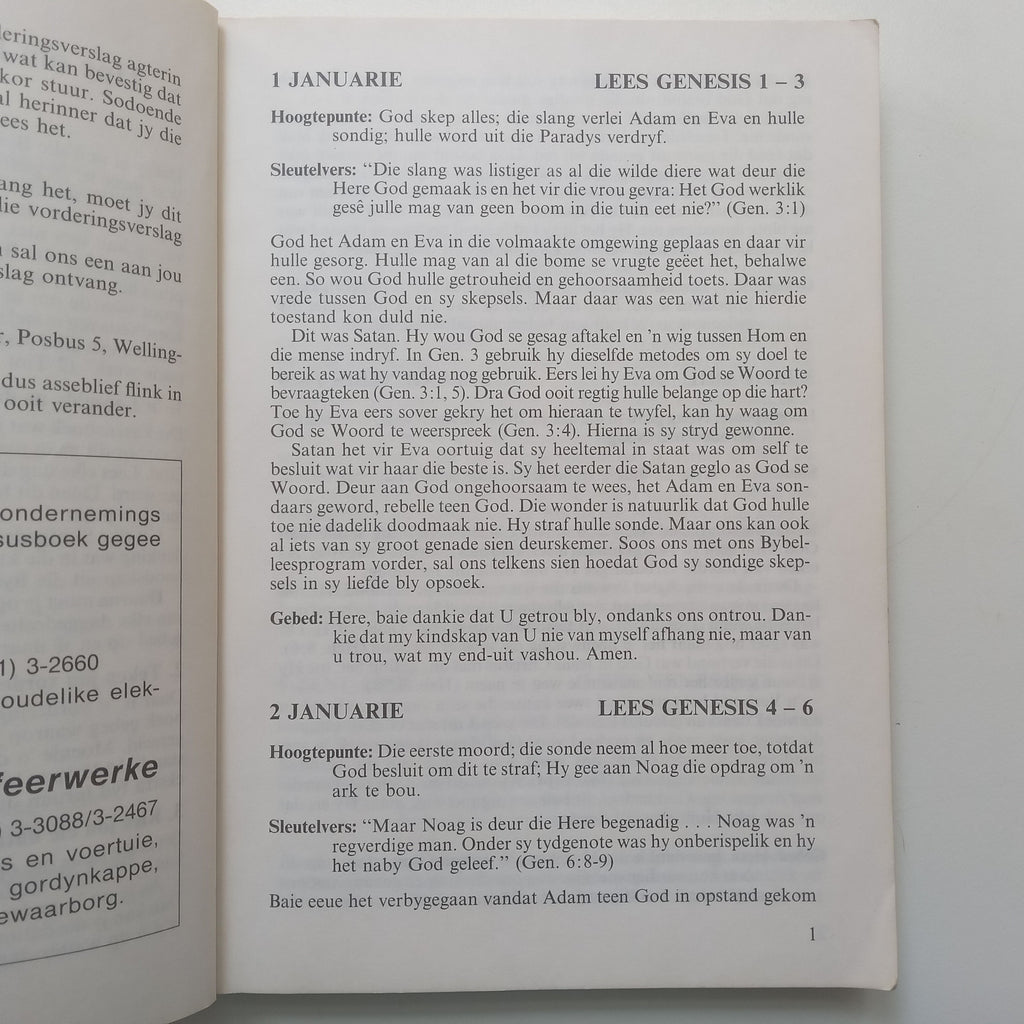 eringsverslag agterin
wat kan bevestig dat
kor stuur. Sodoende
al herinner dat jy die
ees het.
ang het, moet jy dit
die vorderingsverslag
sal ons een aan jou
slag ontvang.
r, Posbus 5, Welling-
dus asseblief flink in
ooit verander.
ondernemings
susboek gegee
1) 3-2660
oudelike elek-
feerwerke
) 3-3088/3-2467
s en voertuie,
gordynkappe,
ewaarborg.
1 JANUARIE LEES GENESIS 1 – 3
Hoogtepunte: God skep alles; die slang verlei Adam en Eva en hulle
sondig; hulle word uit die Paradys verdryf.
Sleutelvers: “Die slang was listiger as al die wilde diere wat deur die
Here God gemaak is en het vir die vrou gevra: Het God werklik
gesê julle mag van geen boom in die tuin eet nie?” (Gen. 3:1)
God het Adam en Eva in die volmaakte omgewing geplaas en daar vir
hulle gesorg. Hulle mag van al die bome se vrugte geëet het, behalwe
een. So wou God hulle getrouheid en gehoorsaamheid toets. Daar was
vrede tussen God en sy skepsels. Maar daar was een wat nie hierdie
toestand kon duld nie.
Dit was Satan. Hy wou God se gesag aftakel en ’n wig tussen Hom en
die mense indryf. In Gen. 3 gebruik hy dieselfde metodes om sy doel te
bereik as wat hy vandag nog gebruik. Eers lei hy Eva om God se Woord te
bevraagteken (Gen. 3:1, 5). Dra God ooit regtig hulle belange op die hart?
Toe hy Eva eers sover gekry het om hieraan te twyfel, kan hy waag om
God se Woord te weerspreek (Gen. 3:4). Hierna is sy stryd gewonne.
Satan het vir Eva oortuig dat sy heeltemal in staat was om self te
besluit wat vir haar die beste is. Sy het eerder die Satan geglo as God se
Woord. Deur aan God ongehoorsaam te wees, het Adam en Eva son-
daars geword, rebelle teen God. Die wonder is natuurlik dat God hulle
toe nie dadelik doodmaak nie. Hy straf hulle sonde. Maar ons kan ook
al iets van sy groot genade sien deurskemer. Soos ons met ons Bybel-
leesprogram vorder, sal ons telkens sien hoedat God sy sondige skep-
sels in sy liefde bly opsoek.
Gebed: Here, baie dankie dat U getrou bly, ondanks ons ontrou. Dan-
kie dat my kindskap van U nie van myself afhang nie, maar van
u trou, wat my end-uit vashou. Amen.
2 JANUARIE LEES GENESIS 4 – 6
Hoogtepunte: Die eerste moord; die sonde neem al hoe meer toe, totdat
God besluit om dit te straf; Hy gee aan Noag die opdrag om ’n
ark te bou.
Sleutelvers: “Maar Noag is deur die Here begenadig . . . Noag was ’n
regverdige man. Onder sy tydgenote was hy onberispelik en hy
het naby God geleef.” (Gen. 6:8-9)
Baie eeue het verbygegaan vandat Adam teen God in opstand gekom
1